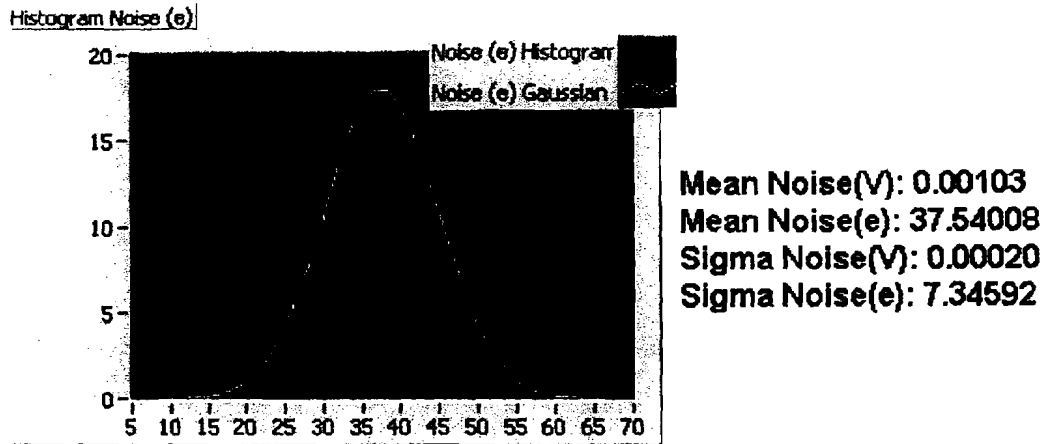 Histogram Noise (e)
Noise (e) Histogran
Noise (e) Gaussian
20
15
10
5
0
5 10 15 20 25 30 35 40 45 50 55 60 65 70
Mean Noise(V): 0.00103
Mean Noise(e): 37.54008
Sigma Noise(V): 0.00020
Sigma Noise(e): 7.34592